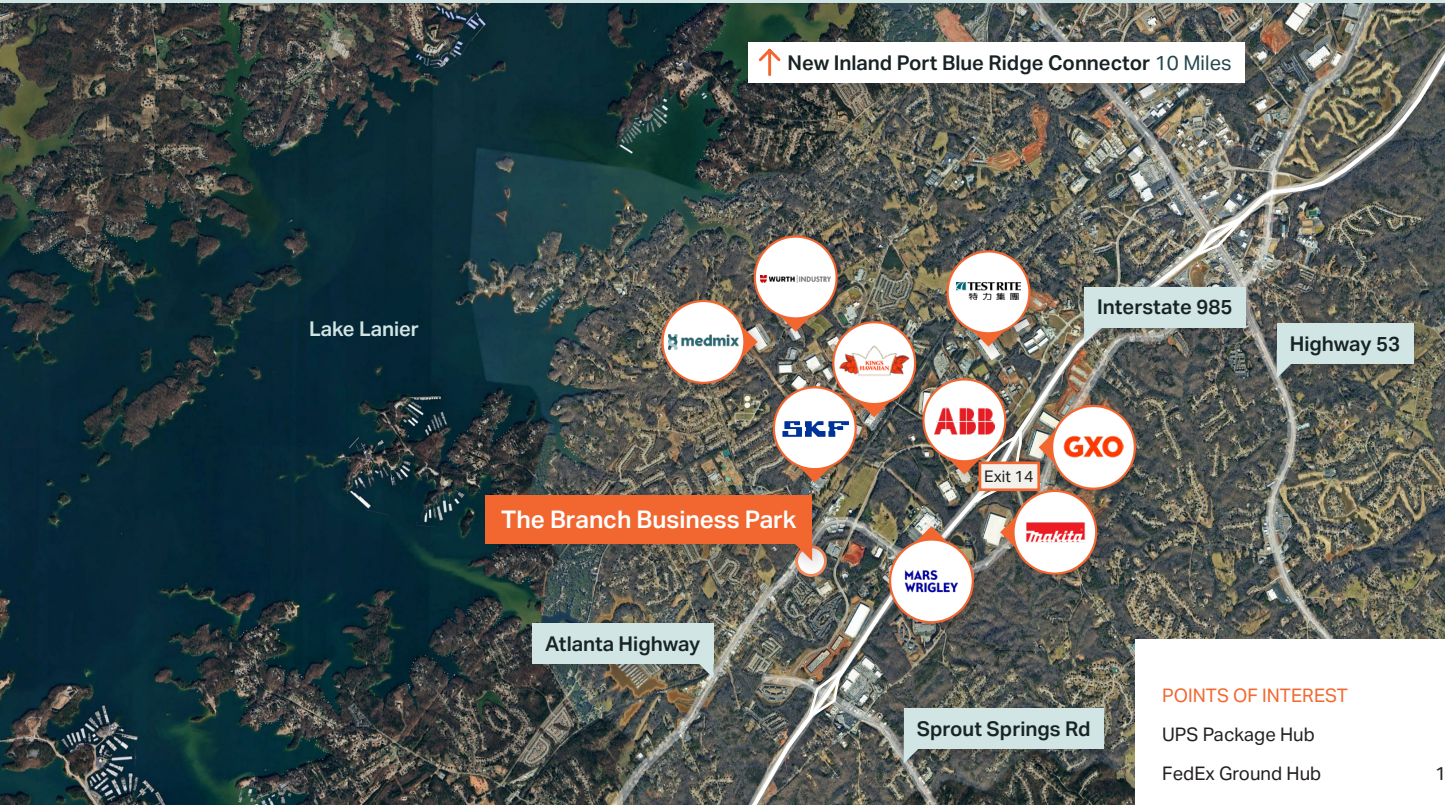 ↑ New Inland Port Blue Ridge Connector 10 Miles
WURTH | INDUSTRY
TEST RITE
特力集團
Interstate 985
Lake Lanier
medmix
Highway 53
KING'S
HAWAIIAN
SKF
ABB
GXO
Exit 14
The Branch Business Park
makita
MARS
WRIGLEY
Atlanta Highway
POINTS OF INTEREST
Sprout Springs Rd
UPS Package Hub
FedEx Ground Hub 1